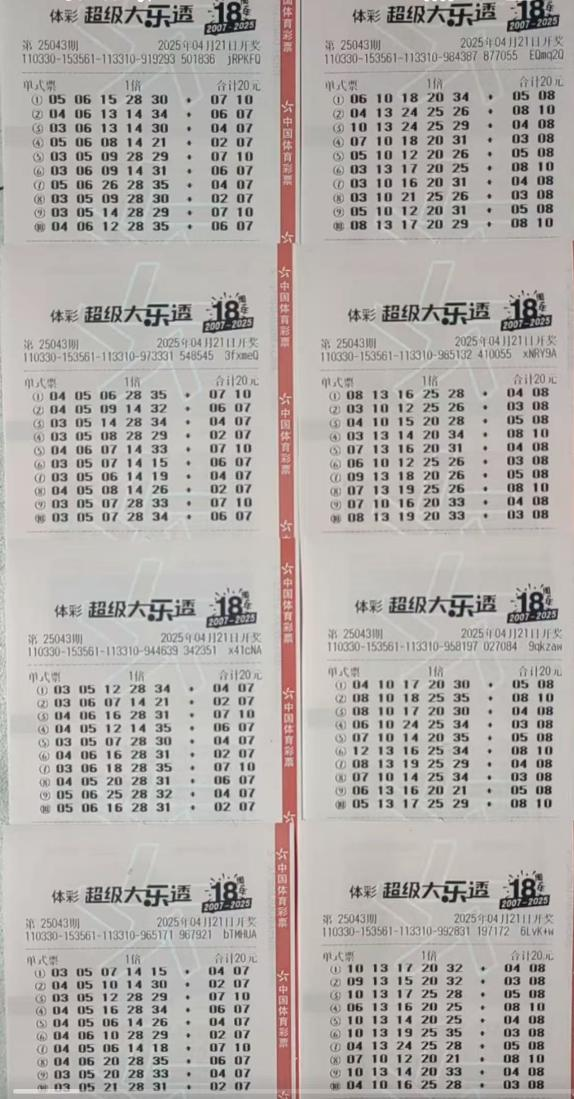 体彩 超级大乐透 18周年
2007-2025
第 25043期 2025年04月21日开奖
110330-153561-113310-919293 501836 jRPKFQ
单式票 1倍 合计20元
① 05 06 15 28 30 + 07 10
② 04 06 13 14 34 + 06 07
③ 03 06 13 14 30 + 04 07
④ 05 06 08 14 21 + 02 07
⑤ 03 05 09 28 29 + 07 10
⑥ 03 06 09 14 31 + 06 07
⑦ 05 06 26 28 35 + 04 07
⑧ 03 05 09 28 30 + 02 07
⑨ 03 05 14 28 29 + 07 10
⑩ 04 06 12 28 35 + 06 07
体彩 超级大乐透 18周年
2007-2025
第 25043期 2025年04月21日开奖
110330-153561-113310-984387 877055 EQmq2Q
单式票 1倍 合计20元
① 06 10 18 20 34 + 05 08
② 04 13 24 25 26 + 08 10
③ 10 13 24 25 29 + 04 08
④ 07 10 18 20 31 + 03 08
⑤ 05 10 12 20 26 + 05 08
⑥ 03 13 17 20 25 + 08 10
⑦ 03 10 16 20 31 + 04 08
⑧ 03 10 21 25 26 + 03 08
⑨ 05 10 12 20 31 + 05 08
⑩ 08 13 17 20 29 + 08 10
中国体育彩票
体彩 超级大乐透 18周年
2007-2025
第 25043期 2025年04月21日开奖
110330-153561-113310-973331 548545 3fxmeQ
单式票 1倍 合计20元
① 04 05 06 28 35 + 07 10
② 04 05 09 14 32 + 06 07
③ 03 05 14 28 34 + 04 07
④ 03 05 08 28 29 + 02 07
⑤ 04 06 07 14 33 + 07 10
⑥ 03 05 07 14 15 + 06 07
⑦ 03 05 06 14 19 + 04 07
⑧ 04 05 08 14 26 + 02 07
⑨ 03 05 07 28 33 + 07 10
⑩ 03 05 07 28 34 + 06 07
体彩 超级大乐透 18周年
2007-2025
第 25043期 2025年04月21日开奖
110330-153561-113310-965132 410055 xNRY9A
单式票 1倍 合计20元
① 08 13 16 25 28 + 04 08
② 03 10 12 25 26 + 03 08
③ 04 10 15 20 28 + 05 08
④ 03 13 14 20 34 + 08 10
⑤ 07 13 16 20 31 + 04 08
⑥ 06 10 12 25 26 + 03 08
⑦ 09 13 18 20 26 + 05 08
⑧ 07 13 19 25 26 + 08 10
⑨ 07 10 16 20 33 + 04 08
⑩ 08 13 19 20 33 + 03 08
中国体育彩票
中国体育彩票
体彩 超级大乐透 18周年
2007-2025
第 25043期 2025年04月21日开奖
110330-153561-113310-944639 342351 x41cNA
单式票 1倍 合计20元
① 03 05 12 28 34 + 04 07
② 03 06 07 14 21 + 02 07
③ 04 06 16 28 31 + 07 10
④ 04 05 12 14 35 + 06 07
⑤ 03 05 07 28 30 + 04 07
⑥ 04 06 16 28 31 + 02 07
⑦ 03 06 18 28 35 + 07 10
⑧ 04 05 20 28 31 + 06 07
⑨ 05 06 25 28 32 + 04 07
⑩ 05 06 16 28 31 + 02 07
体彩 超级大乐透 18周年
2007-2025
第 25043期 2025年04月21日开奖
110330-153561-113310-958197 027084 9qkzaw
单式票 1倍 合计20元
① 04 10 17 20 30 + 05 08
② 08 10 18 25 35 + 08 10
③ 08 10 17 20 30 + 04 08
④ 06 10 24 25 34 + 03 08
⑤ 07 10 14 20 35 + 05 08
⑥ 12 13 16 25 34 + 08 10
⑦ 08 13 19 25 29 + 04 08
⑧ 07 10 14 25 34 + 03 08
⑨ 06 13 16 20 21 + 05 08
⑩ 05 13 17 25 29 + 08 10
中国体育彩票
中国体育彩票
体彩 超级大乐透 18周年
2007-2025
第 25043期 2025年04月21日开奖
110330-153561-113310-965171 967921 bTMHUA
单式票 1倍 合计20元
① 03 05 07 14 15 + 04 07
② 04 05 10 14 30 + 02 07
③ 03 05 12 28 29 + 07 10
④ 04 05 16 28 34 + 06 07
⑤ 04 05 06 14 26 + 04 07
⑥ 04 06 10 28 29 + 02 07
⑦ 04 05 06 14 18 + 07 10
⑧ 04 06 20 28 35 + 06 07
⑨ 03 05 20 28 33 + 04 07
⑩ 03 05 21 28 31 + 02 07
体彩 超级大乐透 18周年
2007-2025
第 25043期 2025年04月21日开奖
110330-153561-113310-992831 197172 6LvK+w
单式票 1倍 合计20元
① 10 13 17 20 32 + 04 08
② 09 13 15 20 32 + 03 08
③ 10 13 17 25 28 + 05 08
④ 06 13 16 20 25 + 08 10
⑤ 10 13 14 20 25 + 04 08
⑥ 10 13 19 25 35 + 03 08
⑦ 04 13 24 25 28 + 05 08
⑧ 07 10 12 20 21 + 08 10
⑨ 10 13 14 20 33 + 04 08
⑩ 04 10 16 25 28 + 03 08
中国体育彩票
中国体育彩票